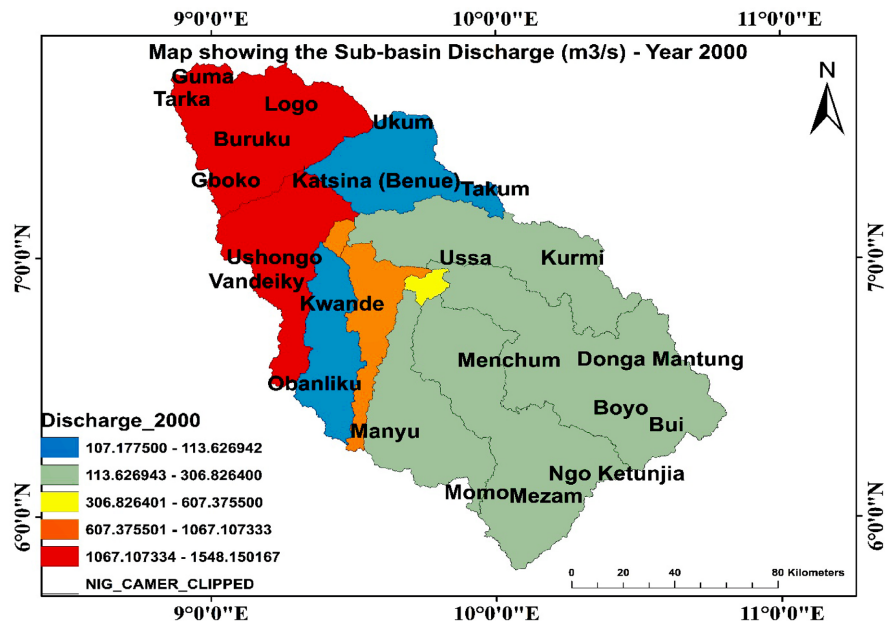 9°0'0"E 10°0'0"E 11°0'0"E
Map showing the Sub-basin Discharge (m3/s) - Year 2000
N
Guma
Tarka
Logo
Ukum
Buruku
Gboko
Katsina (Benue)
Takum
7°0'0"N
7°0'0"N
Ushongo
Ussa
Kurmi
Vandeiky
Kwande
Menchum
Donga Mantung
Obanliku
Boyo
Bui
Manyu
Ngo Ketunjia
Momo
Mezam
6°0'0"N
6°0'0"N
Discharge_2000
107.177500 - 113.626942
113.626943 - 306.826400
306.826401 - 607.375500
607.375501 - 1067.107333
1067.107334 - 1548.150167
NIG_CAMER_CLIPPED
0 20 40 80 Kilometers
9°0'0"E 10°0'0"E 11°0'0"E